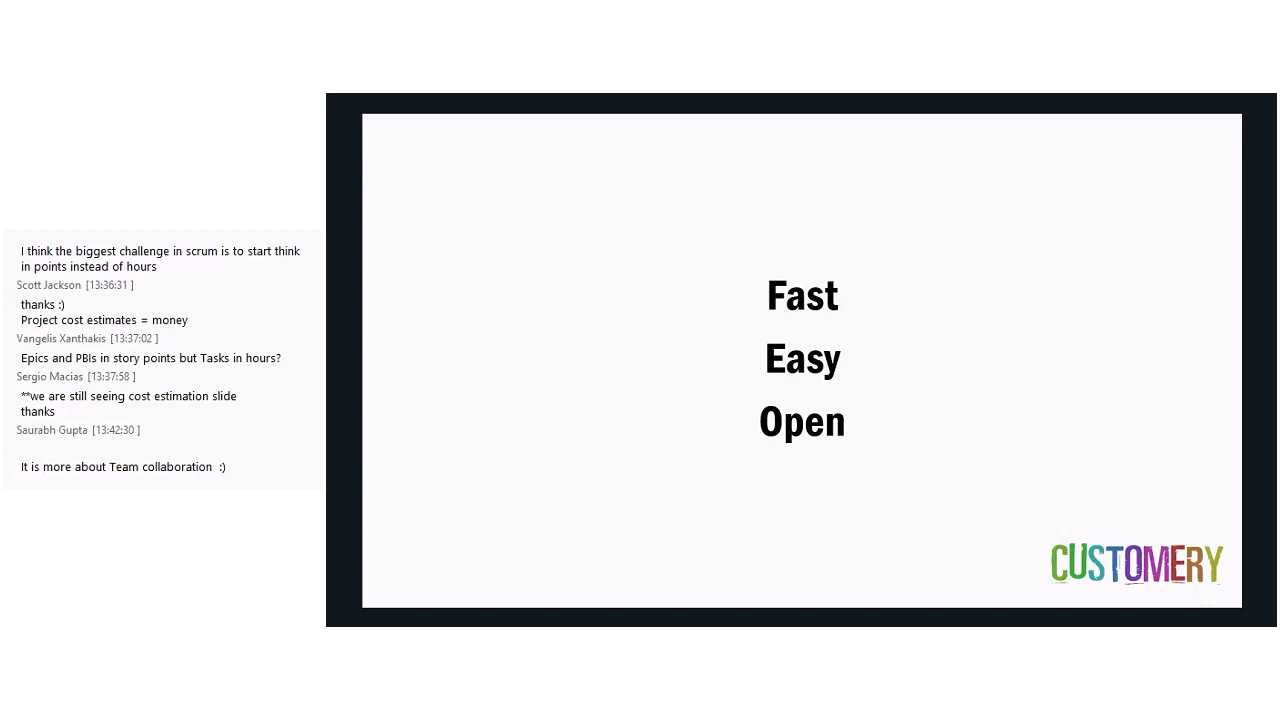 I think the biggest challenge in scrum is to start think
in points instead of hours
Scott Jackson [13:36:31 ]
thanks :)
Project cost estimates = money
Vangelis Xanthakis [13:37:02 ]
Epics and PBIs in story points but Tasks in hours?
Sergio Macias [13:37:58 ]
**we are still seeing cost estimation slide
thanks
Saurabh Gupta [13:42:30 ]
It is more about Team collaboration :)
Fast
Easy
Open
CUSTOMERY